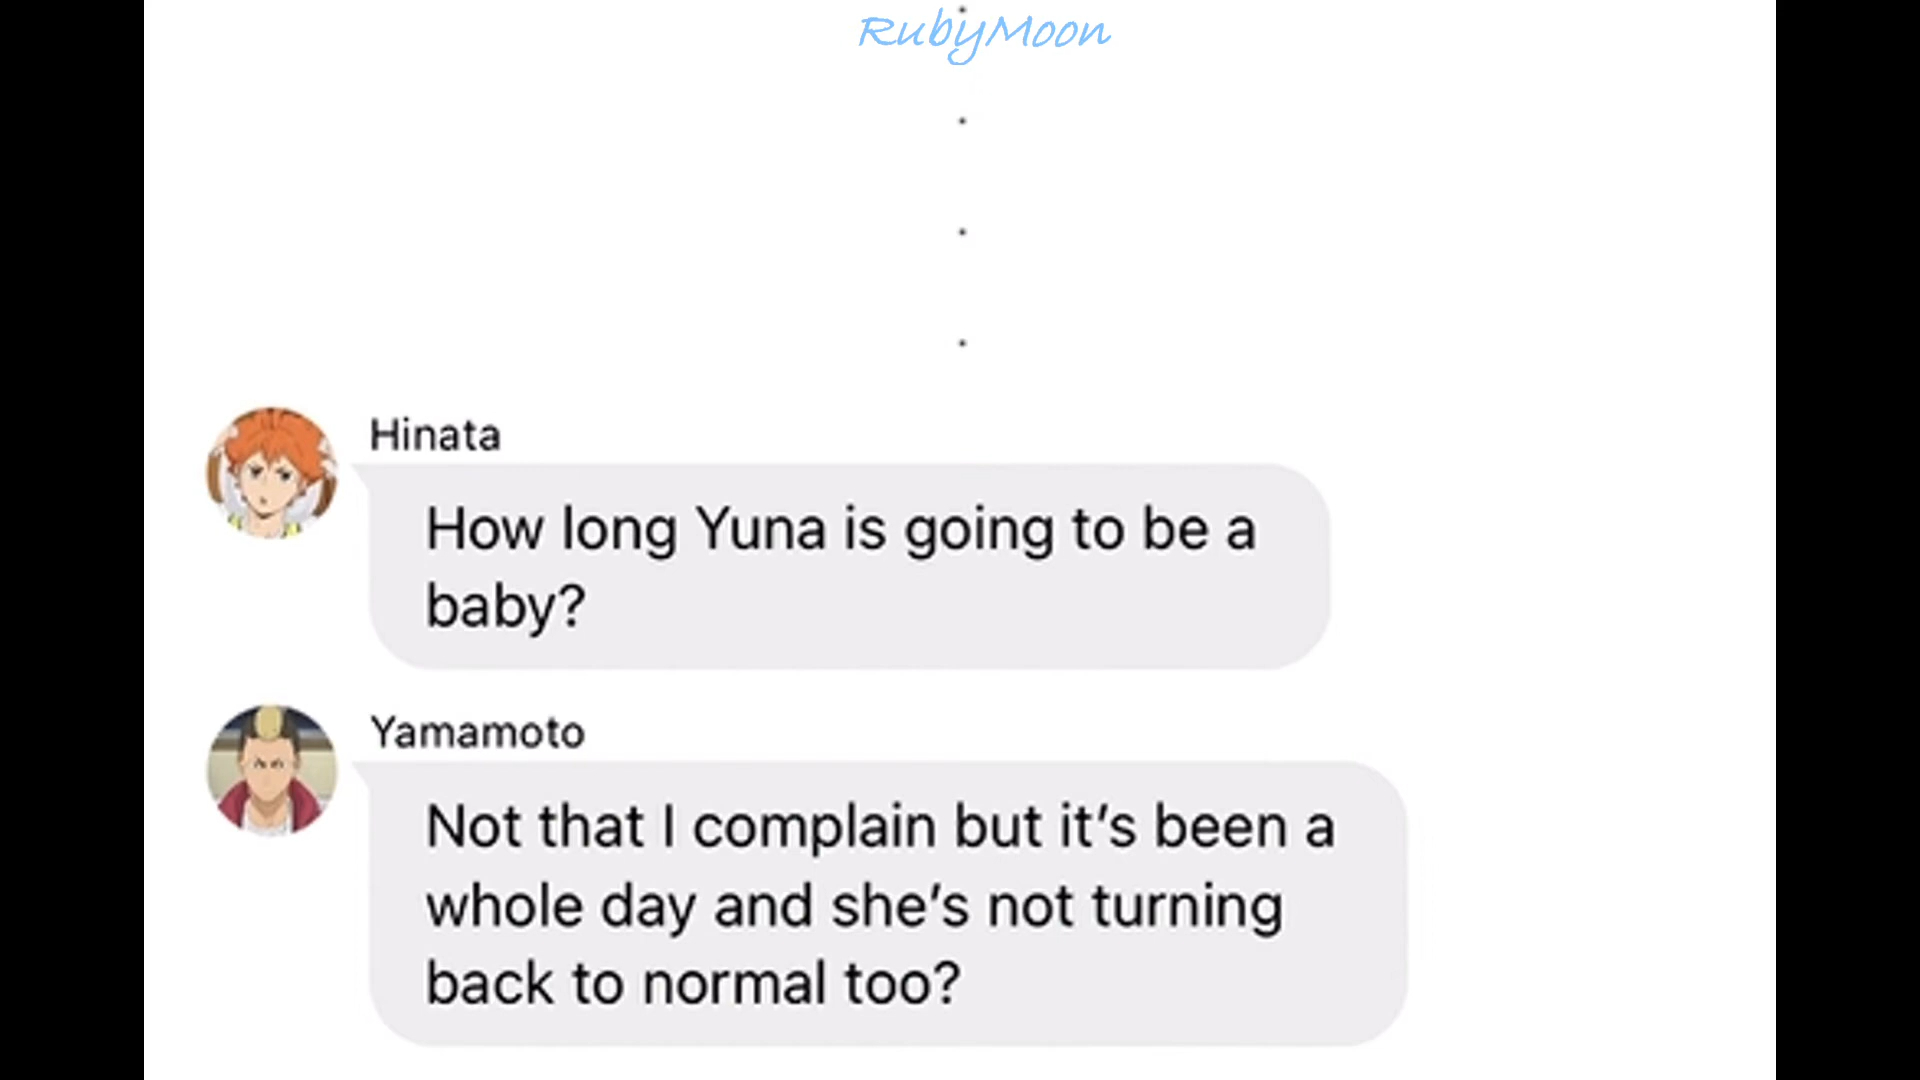 RubyMoon
.
.
.
.
Hinata
How long Yuna is going to be a
baby?
Yamamoto
Not that I complain but it’s been a
whole day and she’s not turning
back to normal too?